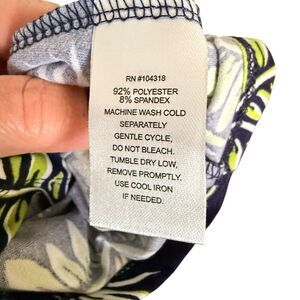 RN #104318
92% POLYESTER
8% SPANDEX
MACHINE WASH COLD
SEPARATELY
GENTLE CYCLE,
DO NOT BLEACH.
TUMBLE DRY LOW,
REMOVE PROMPTLY.
USE COOL IRON
IF NEEDED.